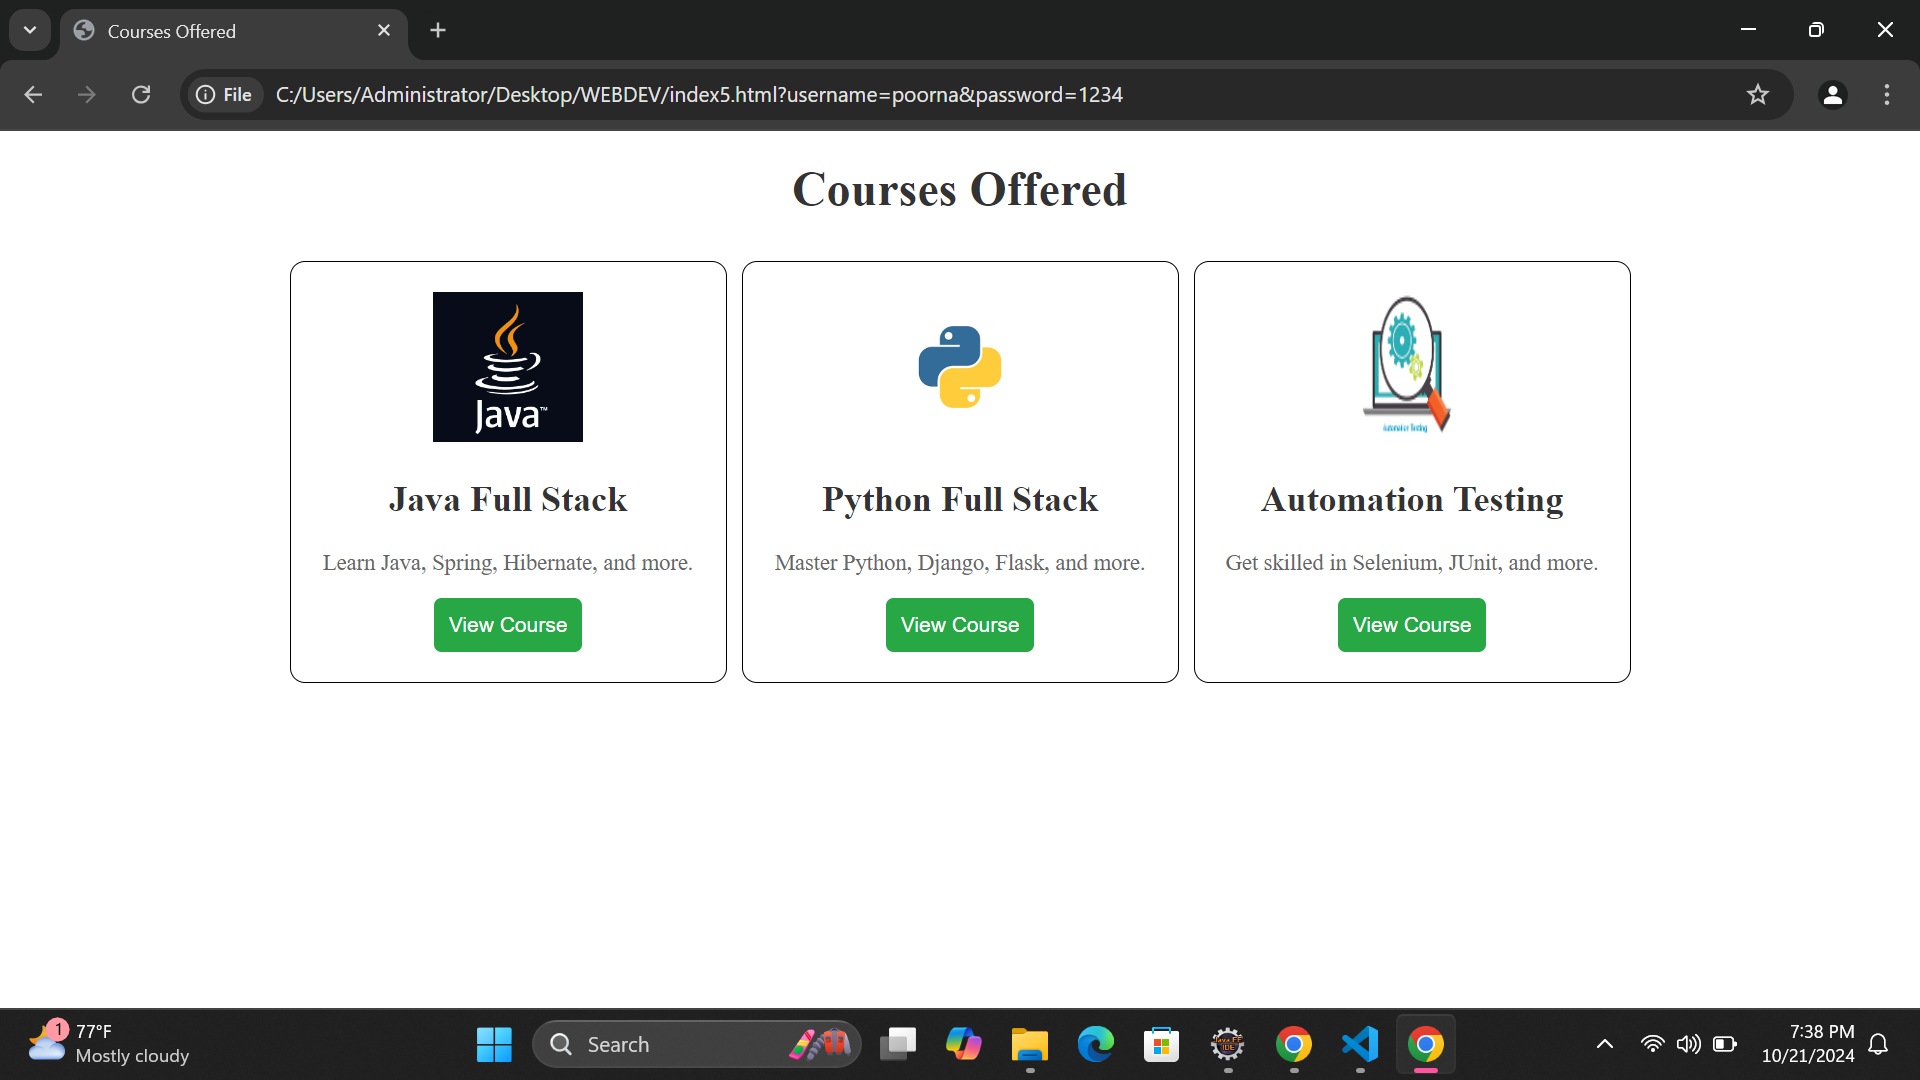 Courses Offered
File
C:/Users/Administrator/Desktop/WEBDEV/index5.html?username=poorna&password=1234
Courses Offered
Java™
Automation Testing
Java Full Stack
Python Full Stack
Automation Testing
Learn Java, Spring, Hibernate, and more.
Master Python, Django, Flask, and more.
Get skilled in Selenium, JUnit, and more.
View Course
View Course
View Course
1
77°F
Mostly cloudy
Search
Java EE
IDE
7:38 PM
10/21/2024